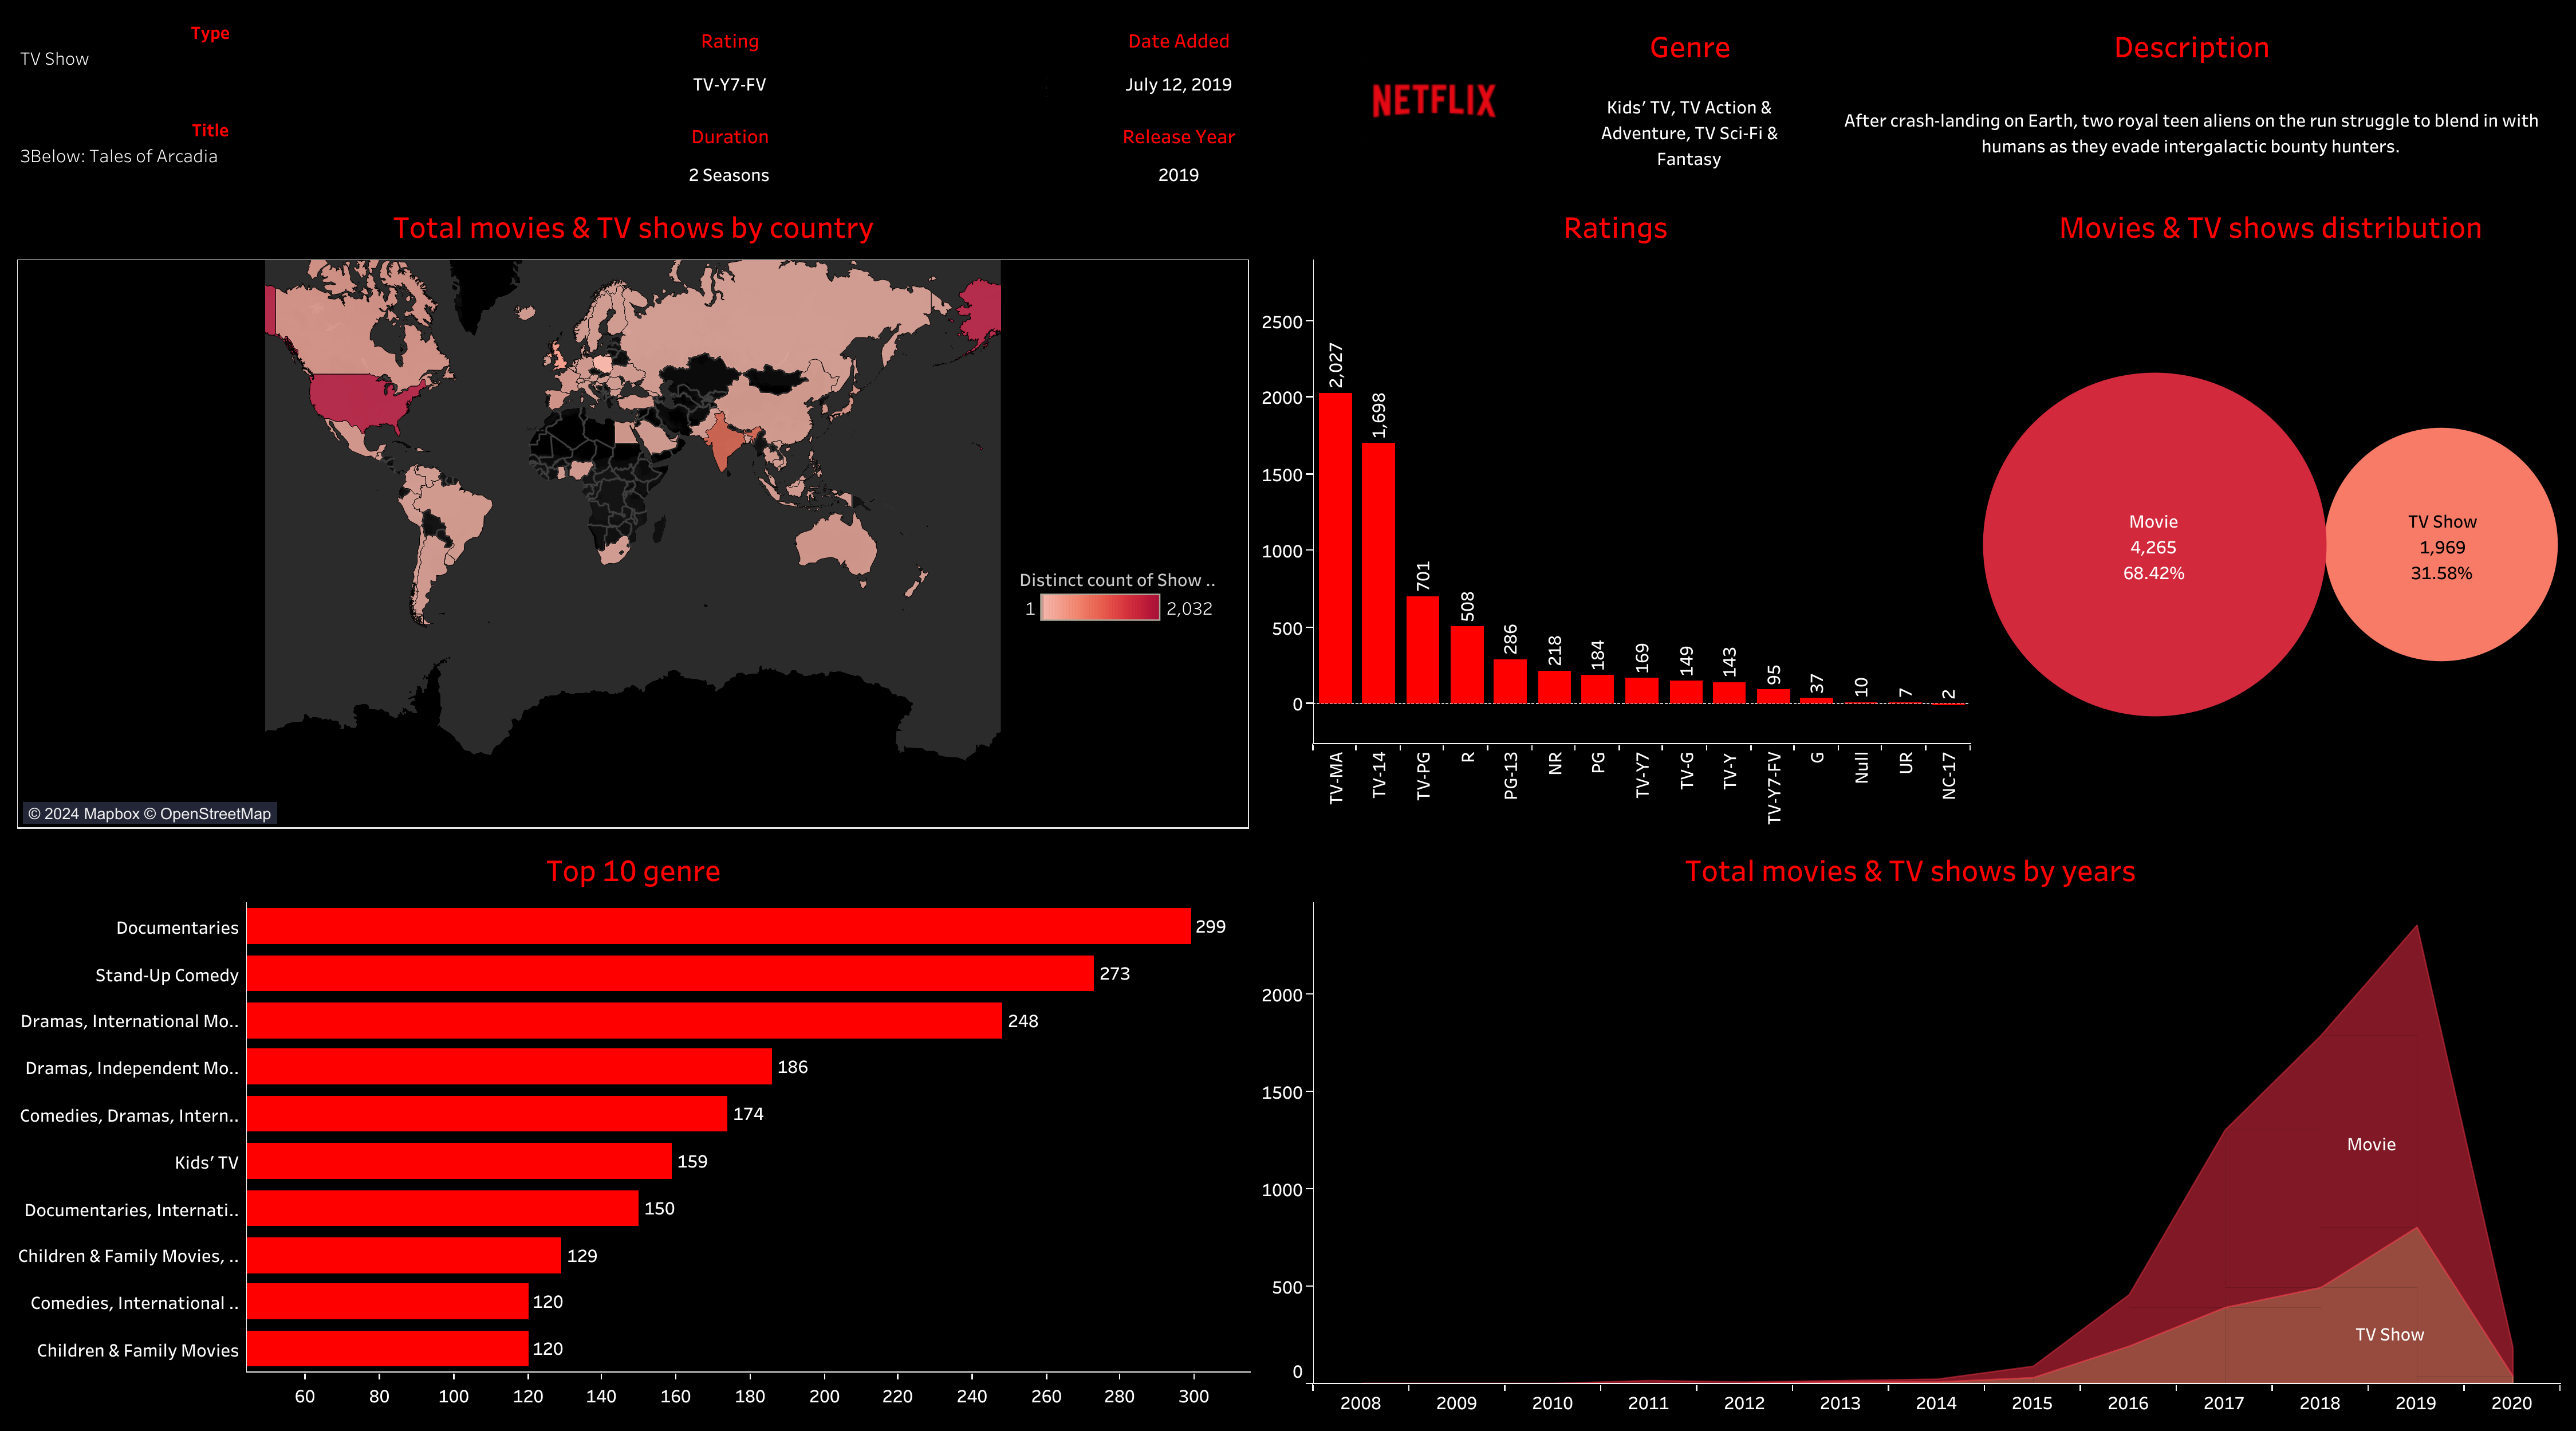 Type
TV Show
Title
3Below: Tales of Arcadia
Rating
TV-Y7-FV
Duration
2 Seasons
Date Added
July 12, 2019
Release Year
2019
NETFLIX
Genre
Kids’ TV, TV Action &
Adventure, TV Sci-Fi &
Fantasy
Description
After crash-landing on Earth, two royal teen aliens on the run struggle to blend in with
humans as they evade intergalactic bounty hunters.
Total movies & TV shows by country
Distinct count of Show ..
1 2,032
© 2024 Mapbox © OpenStreetMap
Ratings
2500
2000
1500
1000
500
0
2,027
1,698
701
508
286
218
184
169
149
143
95
37
10
7
2
TV-MA
TV-14
TV-PG
R
PG-13
NR
PG
TV-Y7
TV-G
TV-Y
TV-Y7-FV
G
Null
UR
NC-17
Movies & TV shows distribution
Movie
4,265
68.42%
TV Show
1,969
31.58%
Top 10 genre
Documentaries 299
Stand-Up Comedy 273
Dramas, International Mo.. 248
Dramas, Independent Mo.. 186
Comedies, Dramas, Intern.. 174
Kids’ TV 159
Documentaries, Internati.. 150
Children & Family Movies, .. 129
Comedies, International .. 120
Children & Family Movies 120
60 80 100 120 140 160 180 200 220 240 260 280 300
Total movies & TV shows by years
2000
1500
1000
500
0
Movie
TV Show
2008 2009 2010 2011 2012 2013 2014 2015 2016 2017 2018 2019 2020